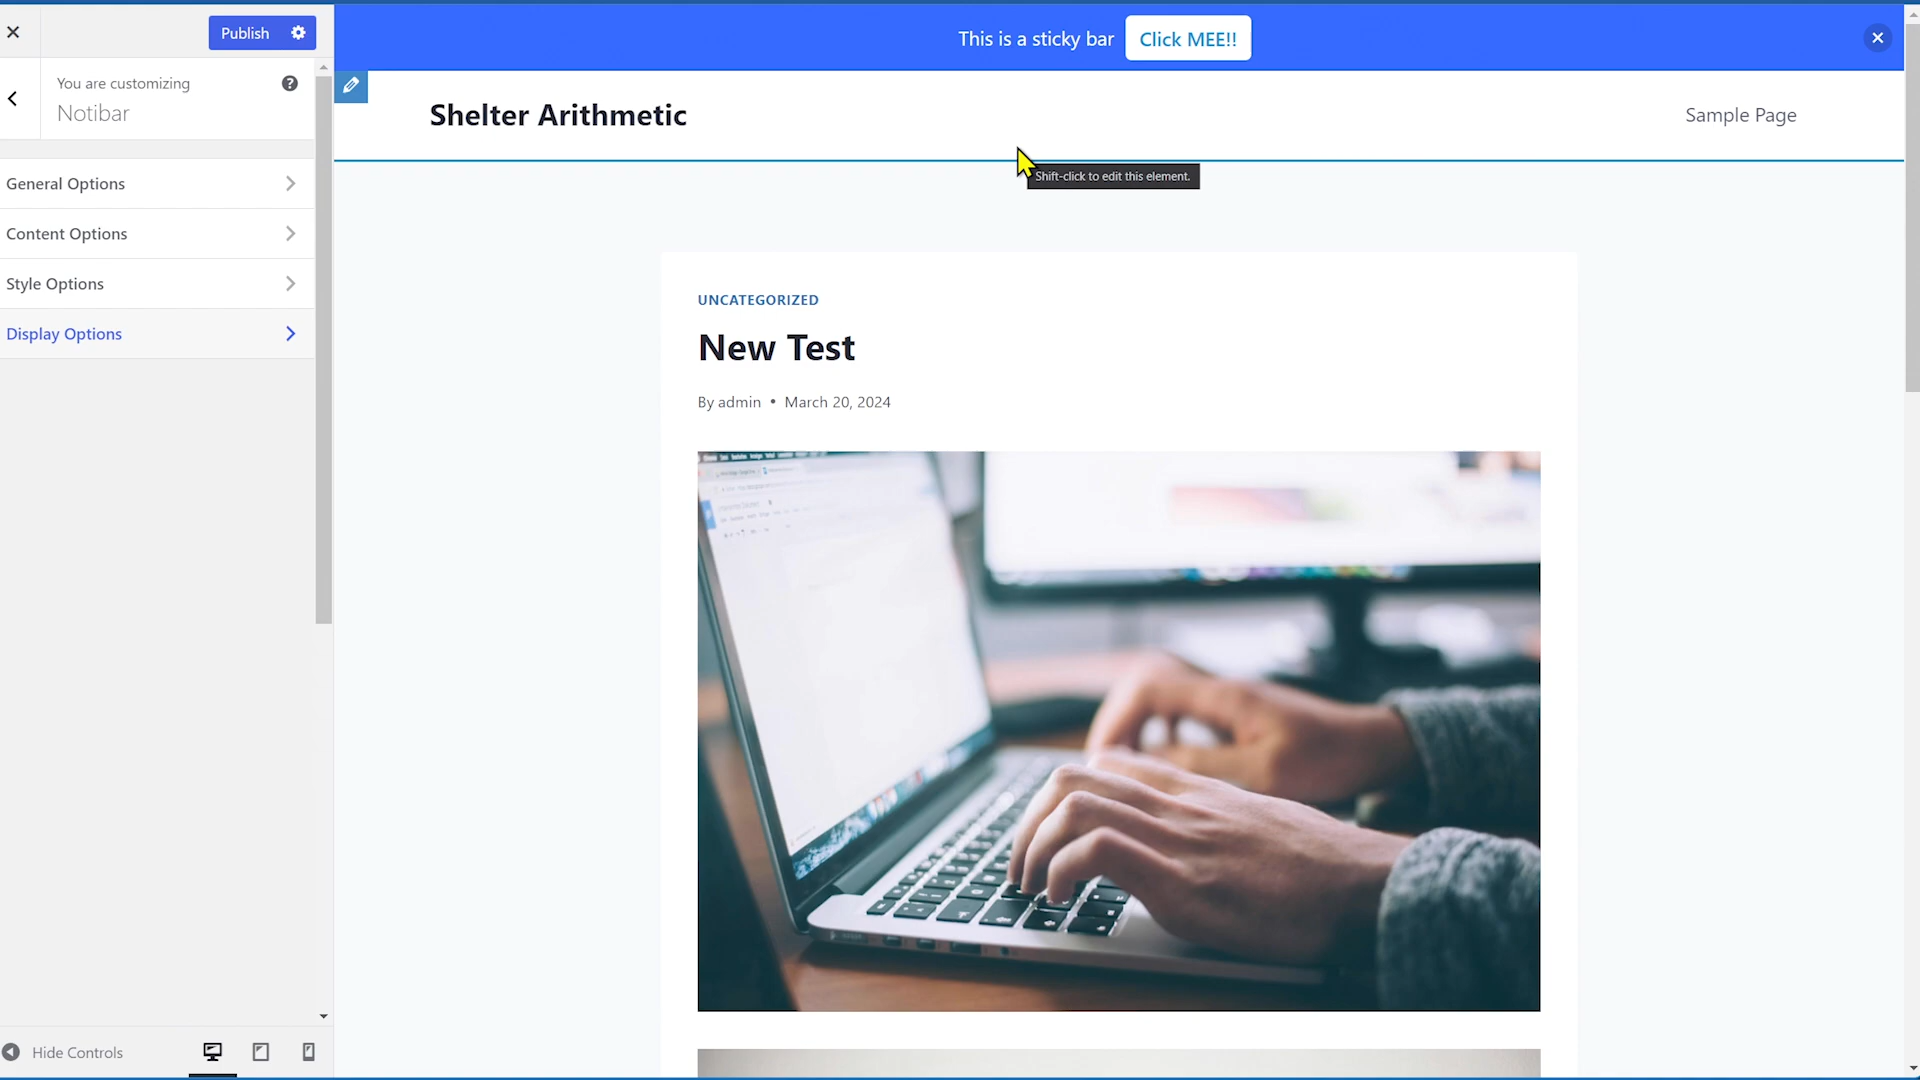 Publish
This is a sticky bar
Click MEE!!
You are customizing
Notibar
Shelter Arithmetic
Sample Page
Shift-click to edit this element.
General Options
Content Options
Style Options
Display Options
UNCATEGORIZED
New Test
By admin • March 20, 2024
Hide Controls